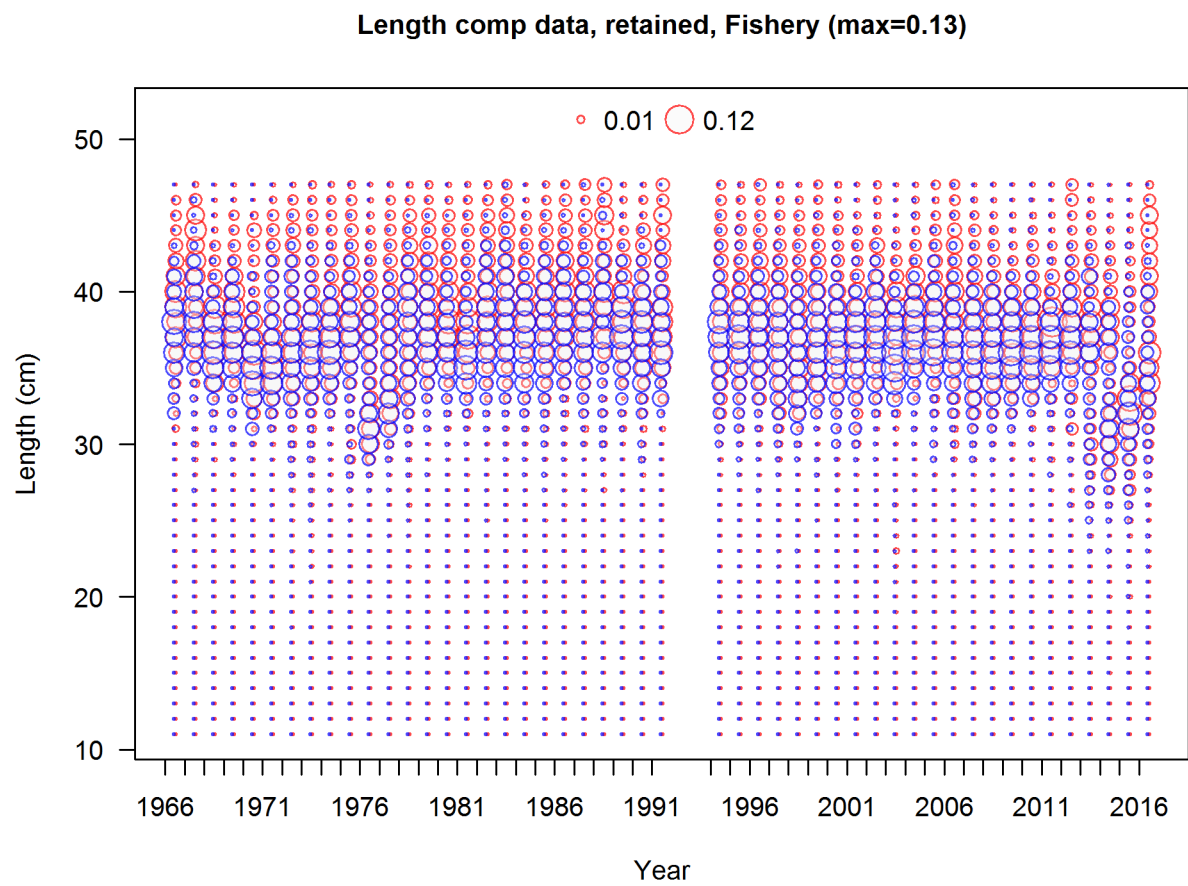 Length comp data, retained, Fishery (max=0.13)
0.01 0.12
50
40
30
20
10
Length (cm)
1966 1971 1976 1981 1986 1991 1996 2001 2006 2011 2016
Year